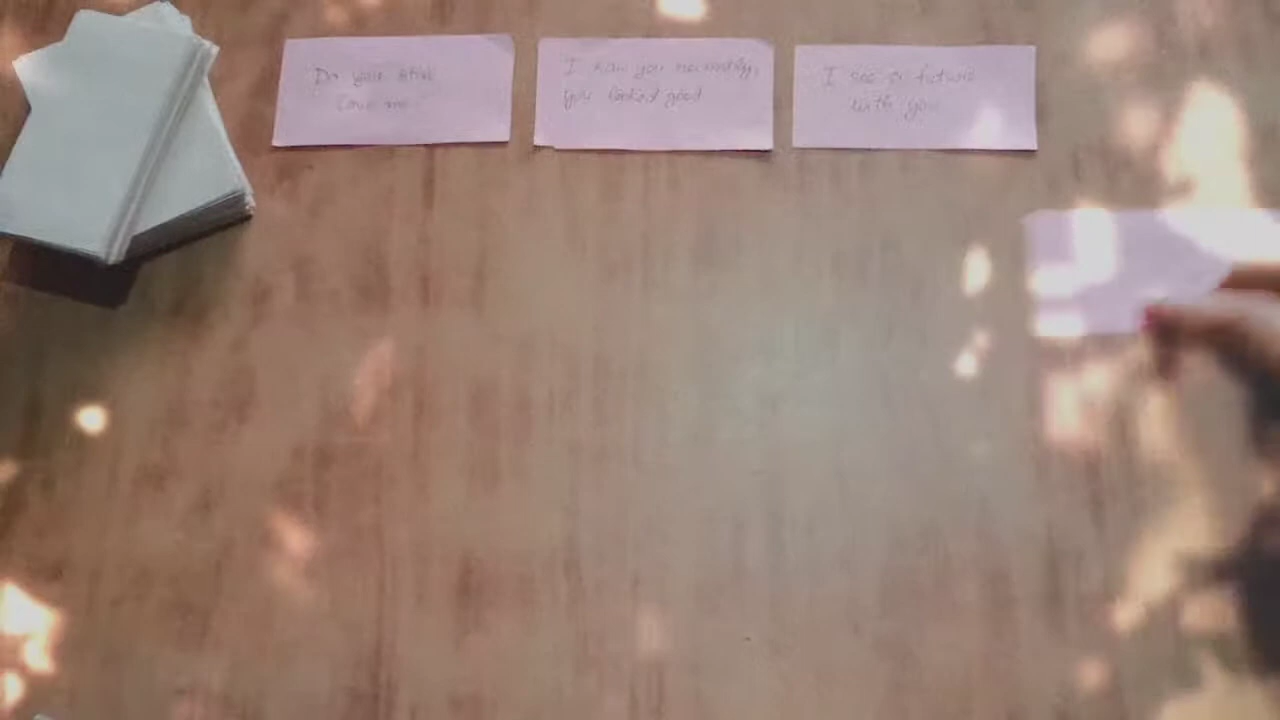 Do you still
love me
I saw you recently,
you looked good
I see a future
with you